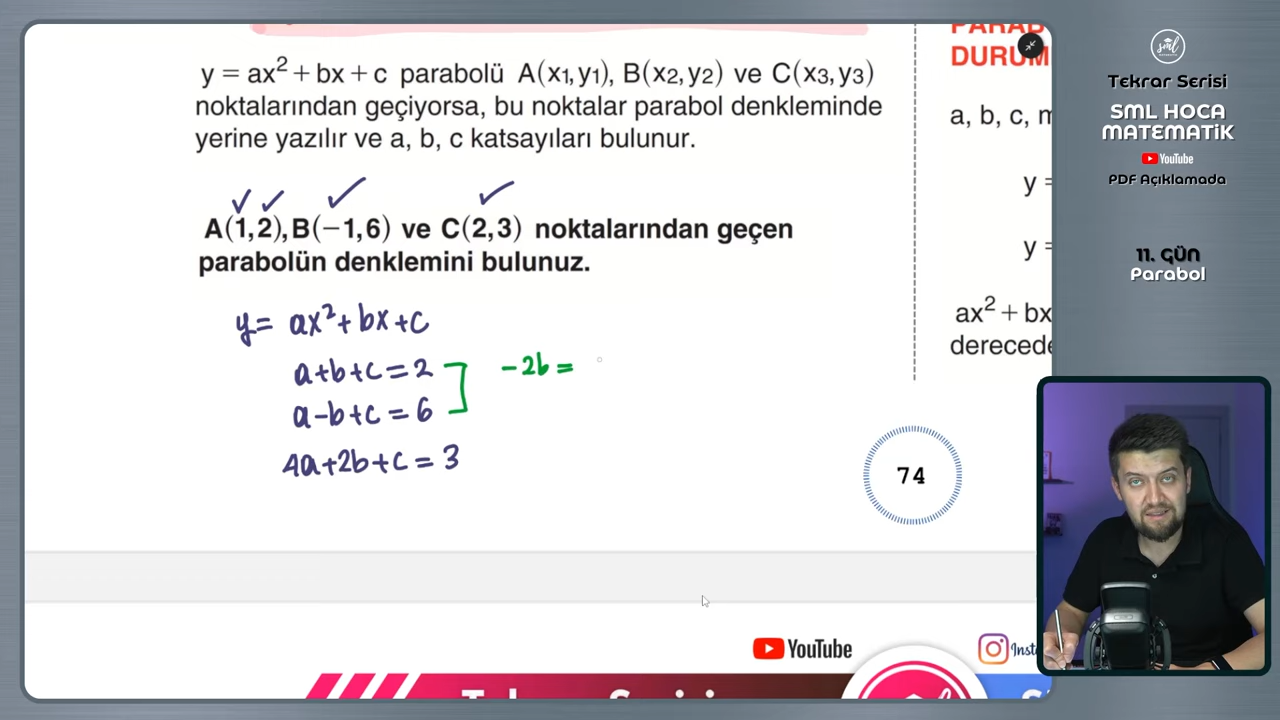 y = ax² + bx + c parabolü A(x₁,y₁), B(x₂,y₂) ve C(x₃,y₃)
noktalarından geçiyorsa, bu noktalar parabol denkleminde
yerine yazılır ve a, b, c katsayıları bulunur.
A(1,2), B(−1,6) ve C(2,3) noktalarından geçen
parabolün denklemini bulunuz.
y = ax² + bx + c
a+b+c = 2
a-b+c = 6
4a+2b+c = 3
-2b =
74
PARAB
DURUM
a, b, c, m
y =
y =
ax² + bx
derecede
sml
Tekrar Serisi
SML HOCA
MATEMATİK
YouTube
PDF Açıklamada
11. GÜN
Parabol
YouTube
Inst